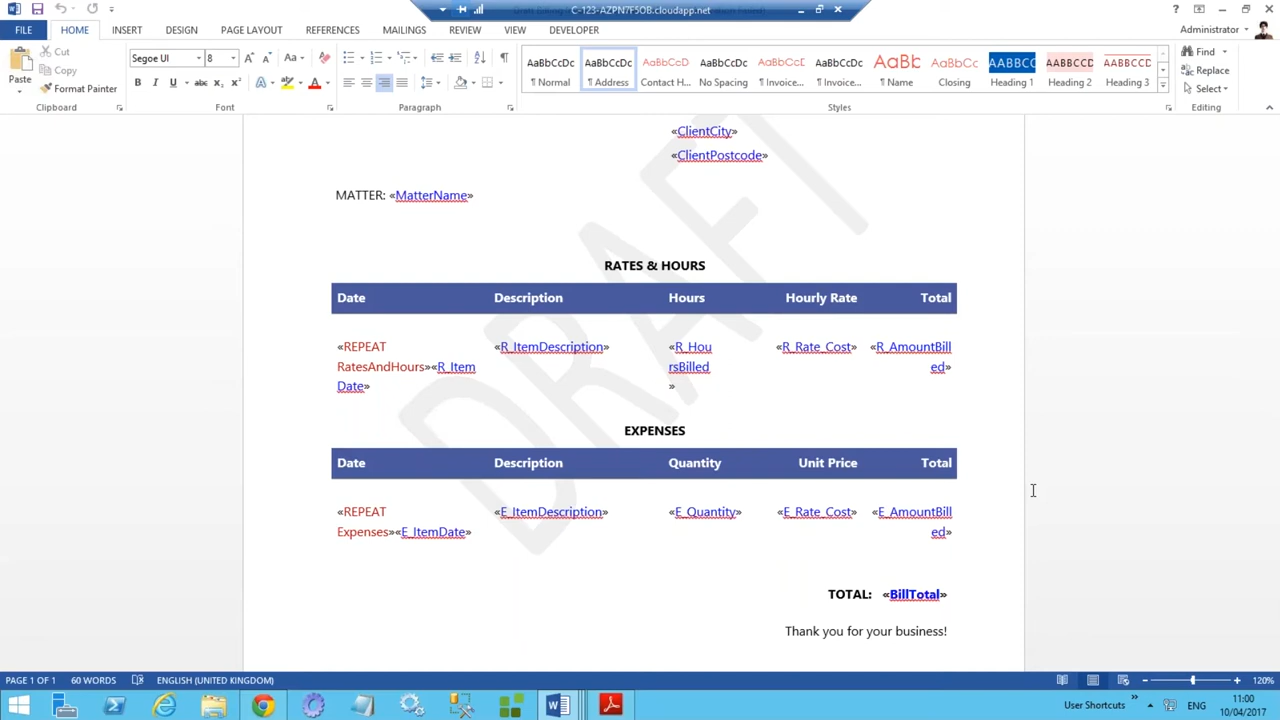 C-123-AZPN7F5OB.cloudapp.net
FILE HOME INSERT DESIGN PAGE LAYOUT REFERENCES MAILINGS REVIEW VIEW DEVELOPER Administrator
Paste
Cut
Copy
Format Painter
Clipboard
Segoe UI 8
Font
Paragraph
AaBbCcDc AaBbCcDc AaBbCcD AaBbCcDc AaBbCcD AaBbCcDc AaBb AaBbCcD AABBCC AABBCCD AABBCCD
¶ Normal ¶ Address Contact H... No Spacing ¶ Invoice... ¶ Invoice... ¶ Name Closing Heading 1 Heading 2 Heading 3
Styles
Find
Replace
Select
Editing
«ClientCity»
«ClientPostcode»
MATTER: «MatterName»
DRAFT
RATES & HOURS
Date Description Hours Hourly Rate Total
«REPEAT «R_ItemDescription» «R_Hou «R_Rate_Cost» «R_AmountBill
RatesAndHours»«R_Item rsBilled ed»
Date» »
EXPENSES
Date Description Quantity Unit Price Total
«REPEAT «E_ItemDescription» «E_Quantity» «E_Rate_Cost» «E_AmountBill
Expenses»«E_ItemDate» ed»
TOTAL: «BillTotal»
Thank you for your business!
PAGE 1 OF 1 60 WORDS ENGLISH (UNITED KINGDOM) 120%
User Shortcuts ENG 11:00
10/04/2017